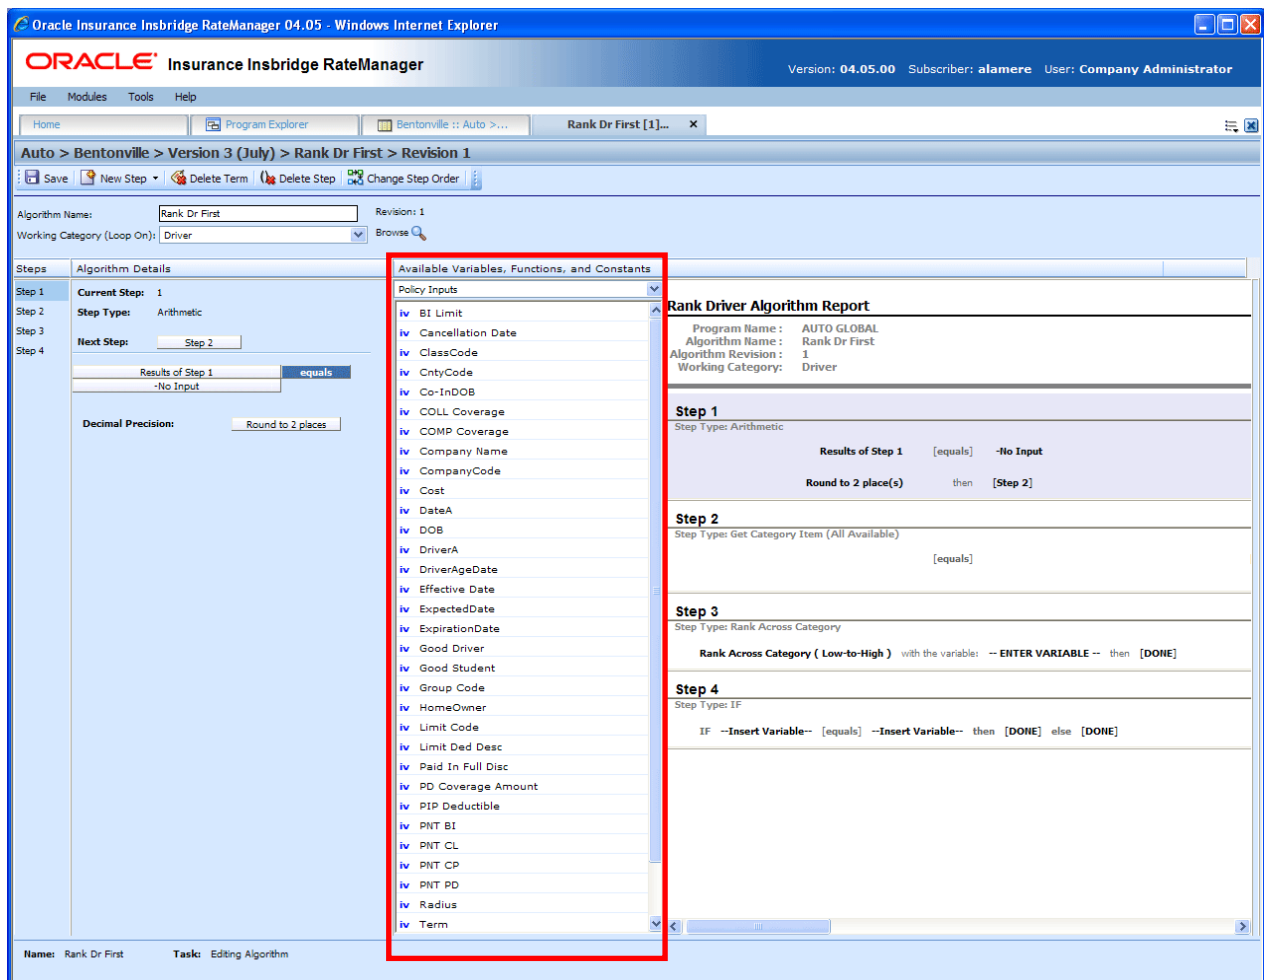 Oracle Insurance Insbridge RateManager 04.05 - Windows Internet Explorer
ORACLE Insurance Insbridge RateManager
Version: 04.05.00 Subscriber: alamere User: Company Administrator
File Modules Tools Help
Home Program Explorer Bentonville :: Auto >... Rank Dr First [1]... x
Auto > Bentonville > Version 3 (July) > Rank Dr First > Revision 1
Save New Step Delete Term Delete Step Change Step Order
Algorithm Name: Rank Dr First Revision: 1
Working Category (Loop On): Driver Browse
Steps
Step 1
Step 2
Step 3
Step 4
Algorithm Details
Current Step: 1
Step Type: Arithmetic
Next Step: Step 2
Results of Step 1 equals
-No Input
Decimal Precision: Round to 2 places
Available Variables, Functions, and Constants
Policy Inputs
iv BI Limit
iv Cancellation Date
iv ClassCode
iv CntyCode
iv Co-InDOB
iv COLL Coverage
iv COMP Coverage
iv Company Name
iv CompanyCode
iv Cost
iv DateA
iv DOB
iv DriverA
iv DriverAgeDate
iv Effective Date
iv ExpectedDate
iv ExpirationDate
iv Good Driver
iv Good Student
iv Group Code
iv HomeOwner
iv Limit Code
iv Limit Ded Desc
iv Paid In Full Disc
iv PD Coverage Amount
iv PIP Deductible
iv PNT BI
iv PNT CL
iv PNT CP
iv PNT PD
iv Radius
iv Term
Rank Driver Algorithm Report
Program Name : AUTO GLOBAL
Algorithm Name : Rank Dr First
Algorithm Revision : 1
Working Category: Driver
Step 1
Step Type: Arithmetic
Results of Step 1 [equals] -No Input
Round to 2 place(s) then [Step 2]
Step 2
Step Type: Get Category Item (All Available)
[equals]
Step 3
Step Type: Rank Across Category
Rank Across Category ( Low-to-High ) with the variable: -- ENTER VARIABLE -- then [DONE]
Step 4
Step Type: IF
IF --Insert Variable-- [equals] --Insert Variable-- then [DONE] else [DONE]
Name: Rank Dr First Task: Editing Algorithm